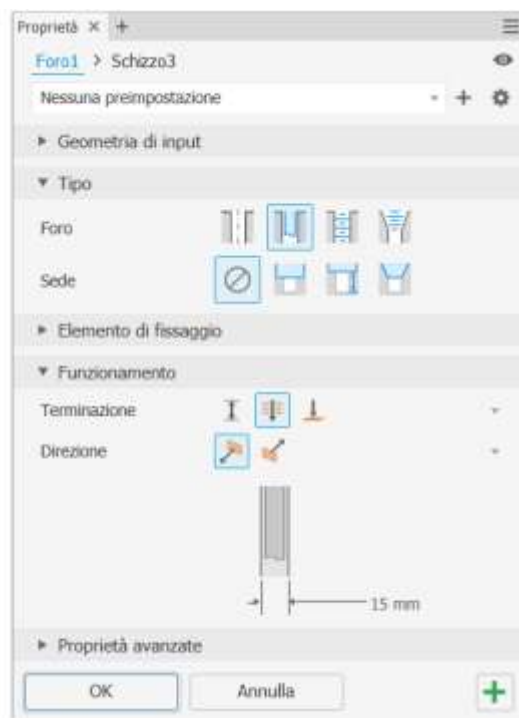 Proprietà × +
Foro1 > Schizzo3
Nessuna preimpostazione
Geometria di input
Tipo
Foro
Sede
Elemento di fissaggio
Funzionamento
Terminazione
Direzione
15 mm
Proprietà avanzate
OK Annulla